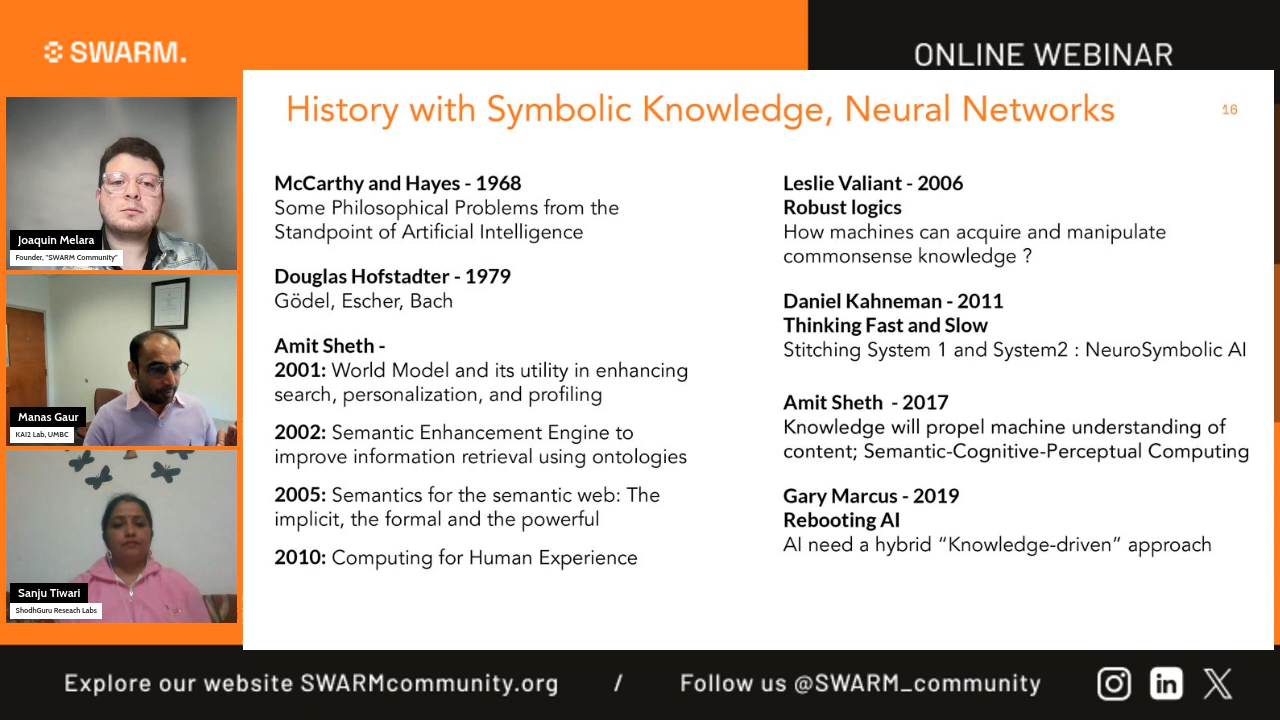 SWARM.
ONLINE WEBINAR
History with Symbolic Knowledge, Neural Networks
16
McCarthy and Hayes - 1968
Some Philosophical Problems from the
Standpoint of Artificial Intelligence
Douglas Hofstadter - 1979
Gödel, Escher, Bach
Amit Sheth -
2001: World Model and its utility in enhancing
search, personalization, and profiling
2002: Semantic Enhancement Engine to
improve information retrieval using ontologies
2005: Semantics for the semantic web: The
implicit, the formal and the powerful
2010: Computing for Human Experience
Leslie Valiant - 2006
Robust logics
How machines can acquire and manipulate
commonsense knowledge ?
Daniel Kahneman - 2011
Thinking Fast and Slow
Stitching System 1 and System2 : NeuroSymbolic AI
Amit Sheth - 2017
Knowledge will propel machine understanding of
content; Semantic-Cognitive-Perceptual Computing
Gary Marcus - 2019
Rebooting AI
AI need a hybrid “Knowledge-driven” approach
Joaquin Melara
Founder, "SWARM Community"
Manas Gaur
KAI2 Lab, UMBC
Sanju Tiwari
ShodhGuru Reseach Labs
Explore our website SWARMcommunity.org / Follow us @SWARM_community